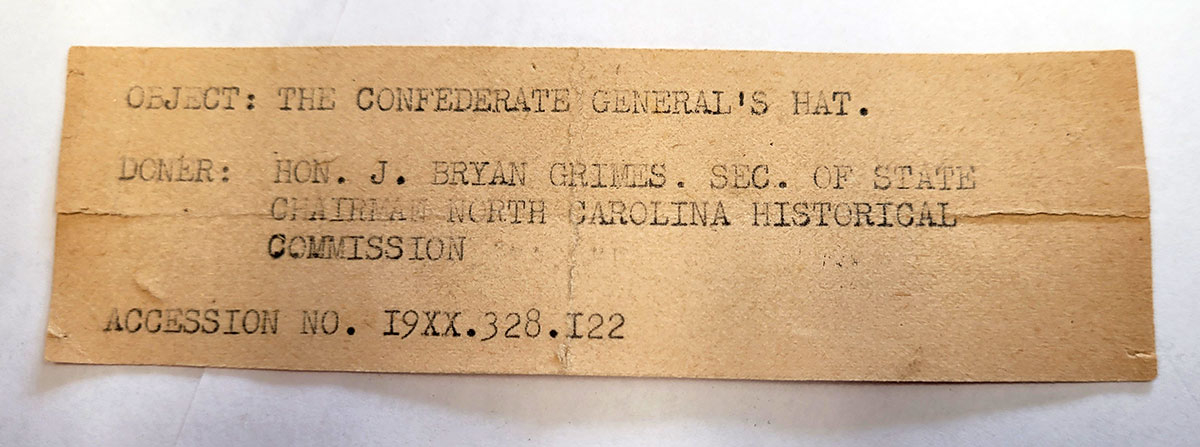 OBJECT: THE CONFEDERATE GENERAL'S HAT.
DONER: HON. J. BRYAN GRIMES. SEC. OF STATE
CHAIRMAN NORTH CAROLINA HISTORICAL
COMMISSION
ACCESSION NO. I9XX.328.I22